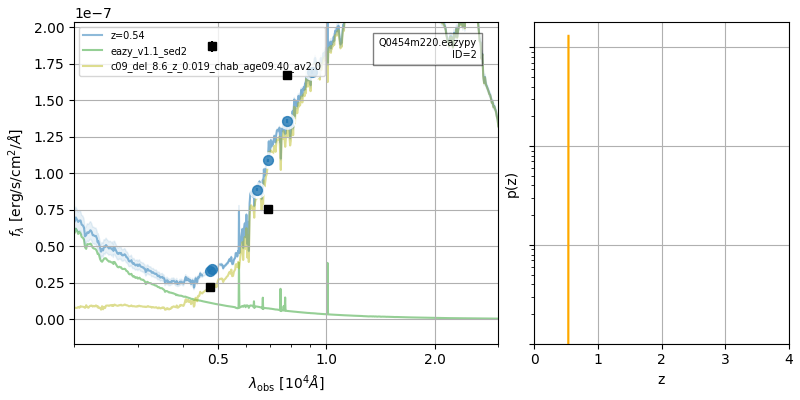 1e−7
2.00
1.75
1.50
1.25
1.00
0.75
0.50
0.25
0.00
fλ [erg/s/cm²/Å]
z=0.54
eazy_v1.1_sed2
c09_del_8.6_z_0.019_chab_age09.40_av2.0
Q0454m220.eazypy
ID=2
0.5
1.0
2.0
λobs [10⁴Å]
p(z)
0
1
2
3
4
z